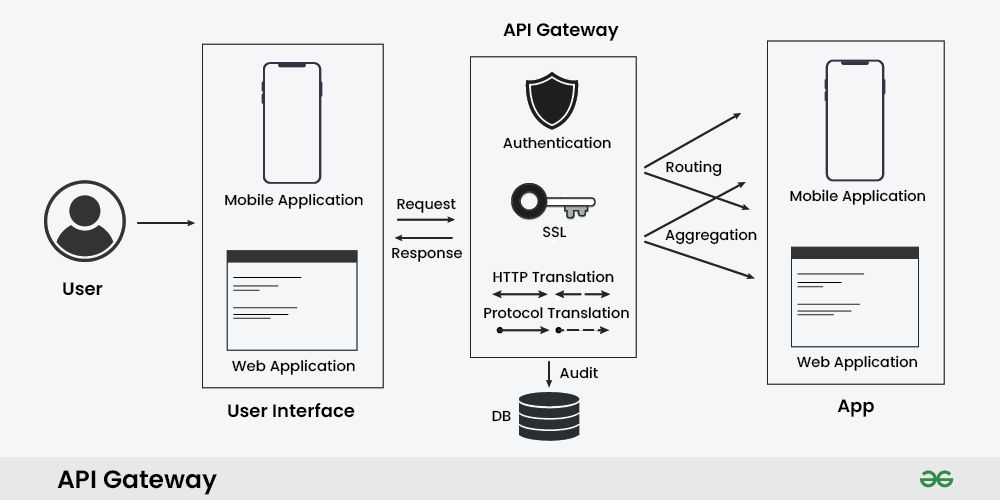 API Gateway
Mobile Application
Web Application
User Interface
User
Request
Response
Authentication
SSL
HTTP Translation
Protocol Translation
Audit
DB
Routing
Aggregation
Mobile Application
Web Application
App
API Gateway